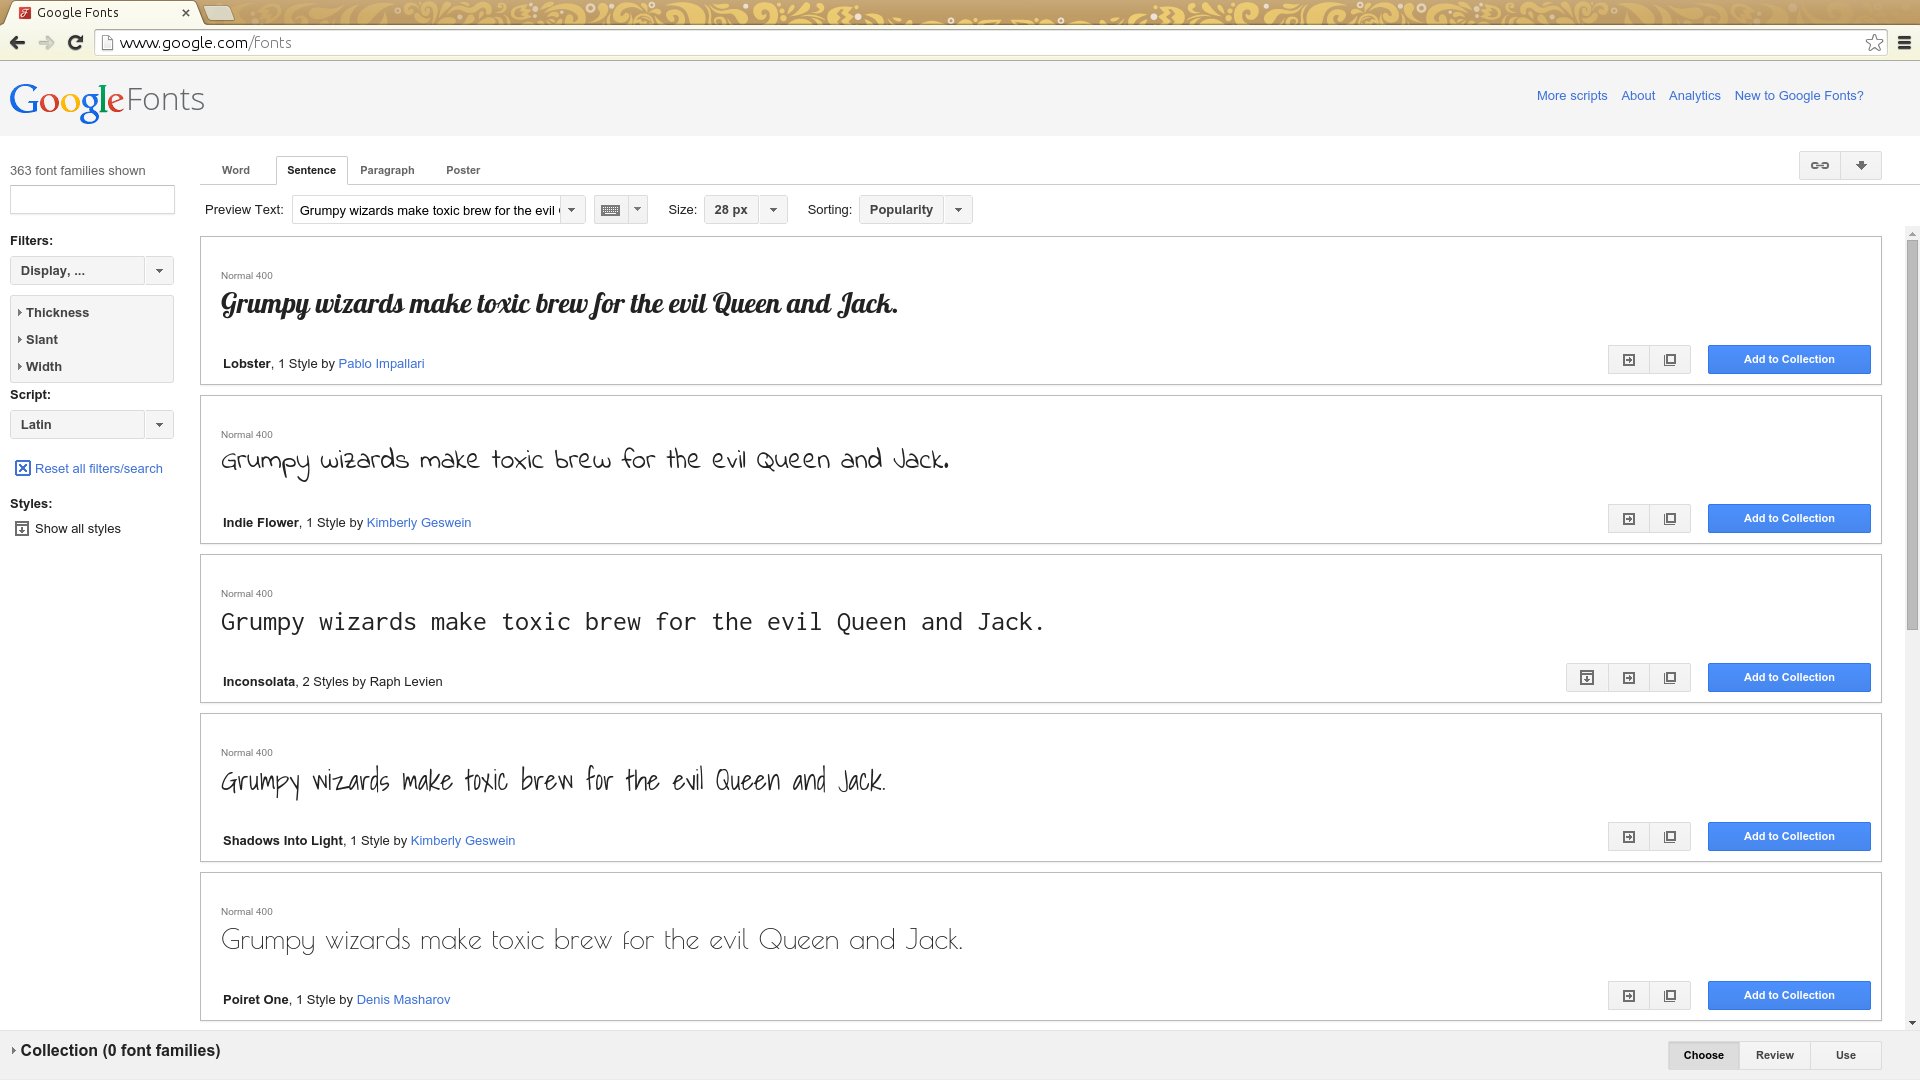 Google Fonts
www.google.com/fonts
Google Fonts
More scripts About Analytics New to Google Fonts?
363 font families shown
Word Sentence Paragraph Poster
Preview Text: Grumpy wizards make toxic brew for the evil Size: 28 px Sorting: Popularity
Filters:
Display, ...
Thickness
Slant
Width
Script:
Latin
Reset all filters/search
Styles:
Show all styles
Normal 400
Grumpy wizards make toxic brew for the evil Queen and Jack.
Lobster, 1 Style by Pablo Impallari
Add to Collection
Normal 400
Grumpy wizards make toxic brew for the evil Queen and Jack.
Indie Flower, 1 Style by Kimberly Geswein
Add to Collection
Normal 400
Grumpy wizards make toxic brew for the evil Queen and Jack.
Inconsolata, 2 Styles by Raph Levien
Add to Collection
Normal 400
Grumpy wizards make toxic brew for the evil Queen and Jack.
Shadows Into Light, 1 Style by Kimberly Geswein
Add to Collection
Normal 400
Grumpy wizards make toxic brew for the evil Queen and Jack.
Poiret One, 1 Style by Denis Masharov
Add to Collection
Collection (0 font families)
Choose Review Use